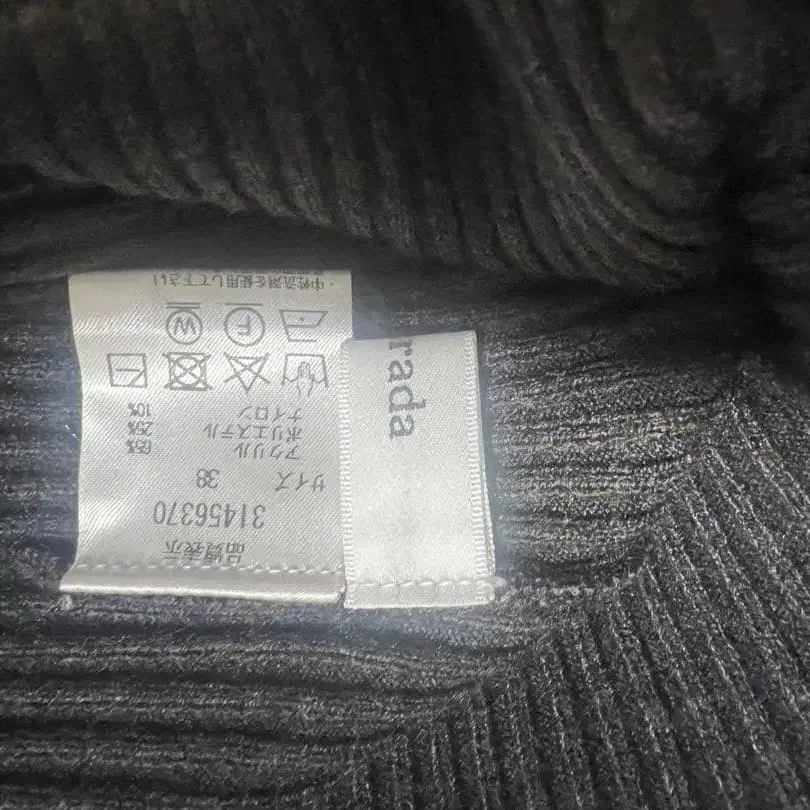 品質表示
31456370
サイズ 38
アクリル 65%
ポリエステル 25%
ナイロン 10%
F W
・中性洗剤を使用して下さい
rada